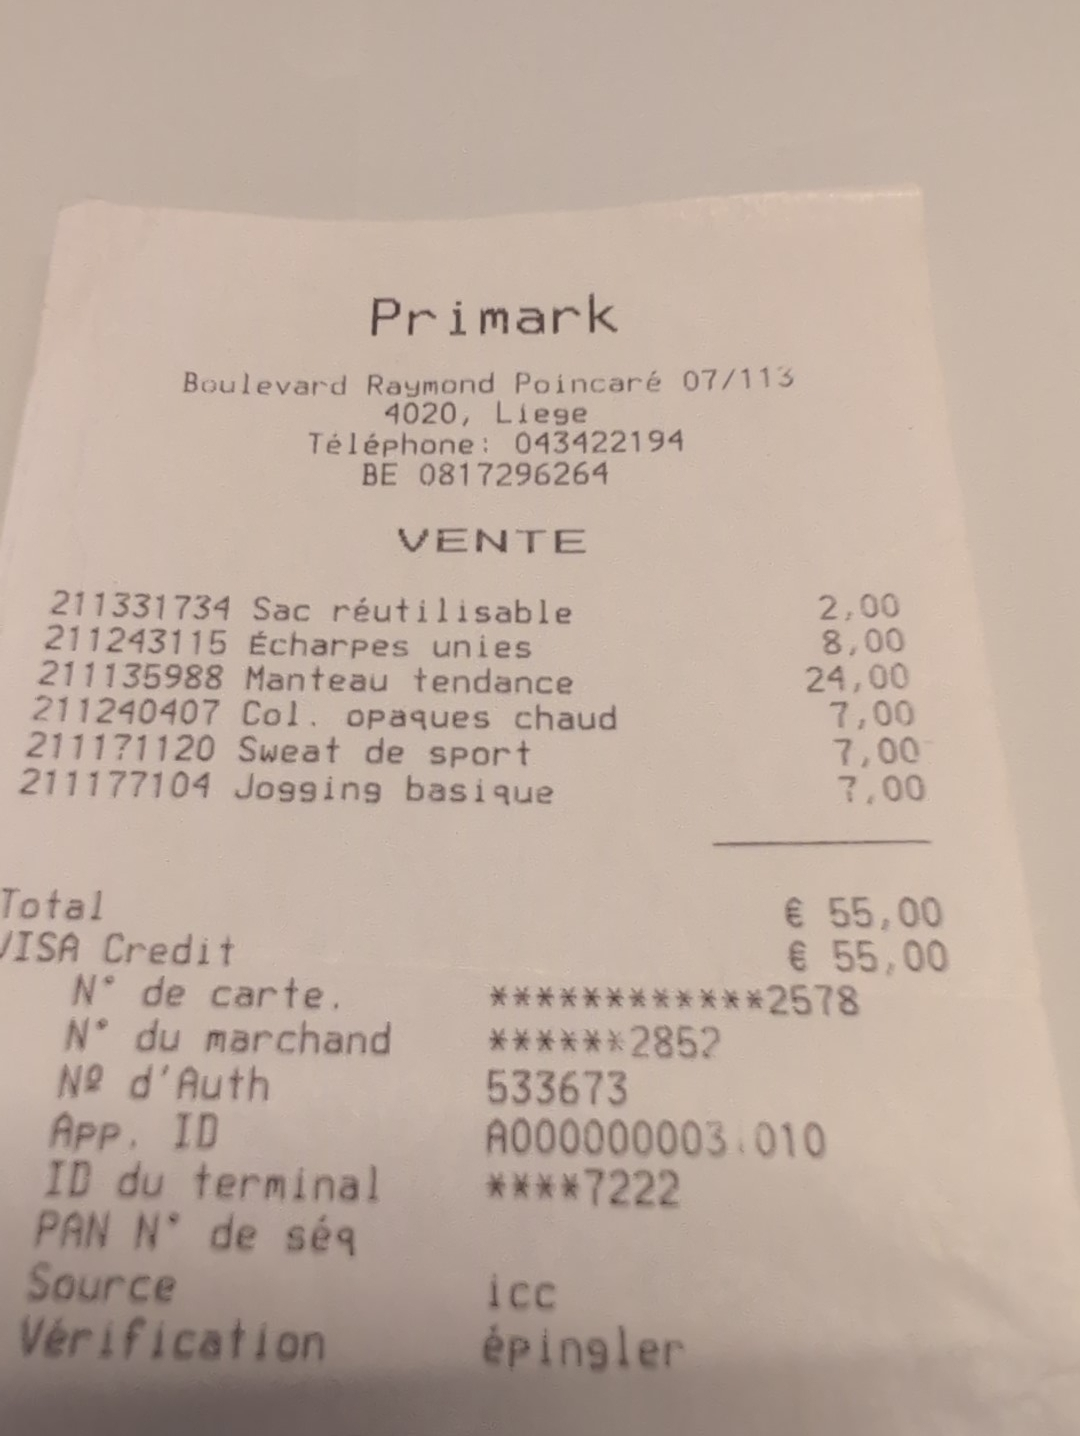 Primark
Boulevard Raymond Poincaré 07/113
4020, Liege
Téléphone: 043422194
BE 0817296264
VENTE
211331734 Sac réutilisable 2,00
211243115 Écharpes unies 8,00
211135988 Manteau tendance 24,00
211240407 Col. opaques chaud 7,00
211171120 Sweat de sport 7,00
211177104 Jogging basique 7,00
Total € 55,00
VISA Credit € 55,00
N° de carte. ************2578
N° du marchand ******2852
Nº d'Auth 533673
App. ID A0000000031010
ID du terminal ****7222
PAN N° de séq
Source icc
Vérification épingler